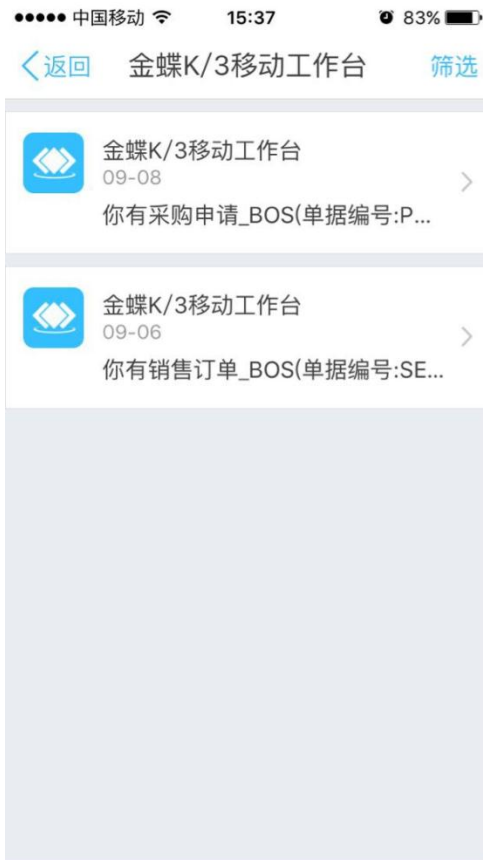 中国移动 15:37 83%
返回 金蝶K/3移动工作台 筛选
金蝶K/3移动工作台
09-08
你有采购申请_BOS(单据编号:P...
金蝶K/3移动工作台
09-06
你有销售订单_BOS(单据编号:SE...